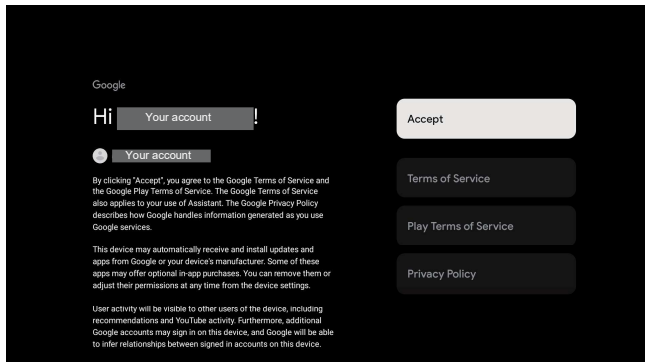 Google
Hi Your account !
Your account
By clicking "Accept", you agree to the Google Terms of Service and
the Google Play Terms of Service. The Google Terms of Service
also applies to your use of Assistant. The Google Privacy Policy
describes how Google handles information generated as you use
Google services.
This device may automatically receive and install updates and
apps from Google or your device's manufacturer. Some of these
apps may offer optional in-app purchases. You can remove them or
adjust their permissions at any time from the device settings.
User activity will be visible to other users of the device, including
recommendations and YouTube activity. Furthermore, additional
Google accounts may sign in on this device, and Google will be able
to infer relationships between signed in accounts on this device.
Accept
Terms of Service
Play Terms of Service
Privacy Policy